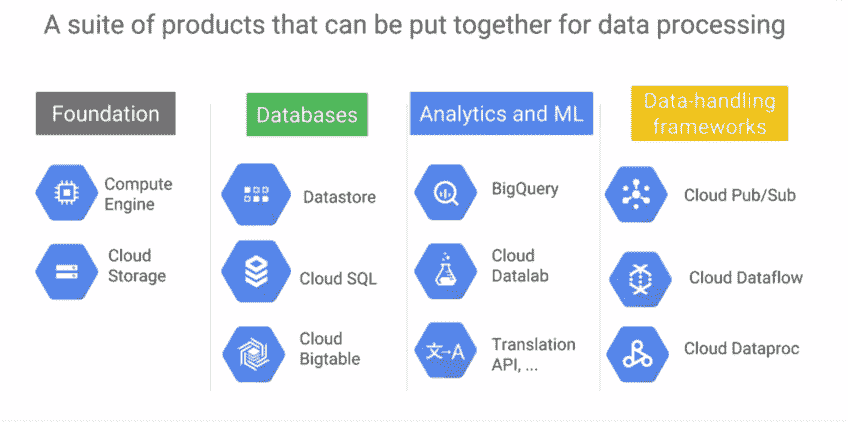 A suite of products that can be put together for data processing
Foundation
Compute
Engine
Cloud
Storage
Databases
Datastore
Cloud SQL
Cloud
Bigtable
Analytics and ML
BigQuery
Cloud
Datalab
文→A
Translation
API, ...
Data-handling
frameworks
Cloud Pub/Sub
Cloud Dataflow
Cloud Dataproc